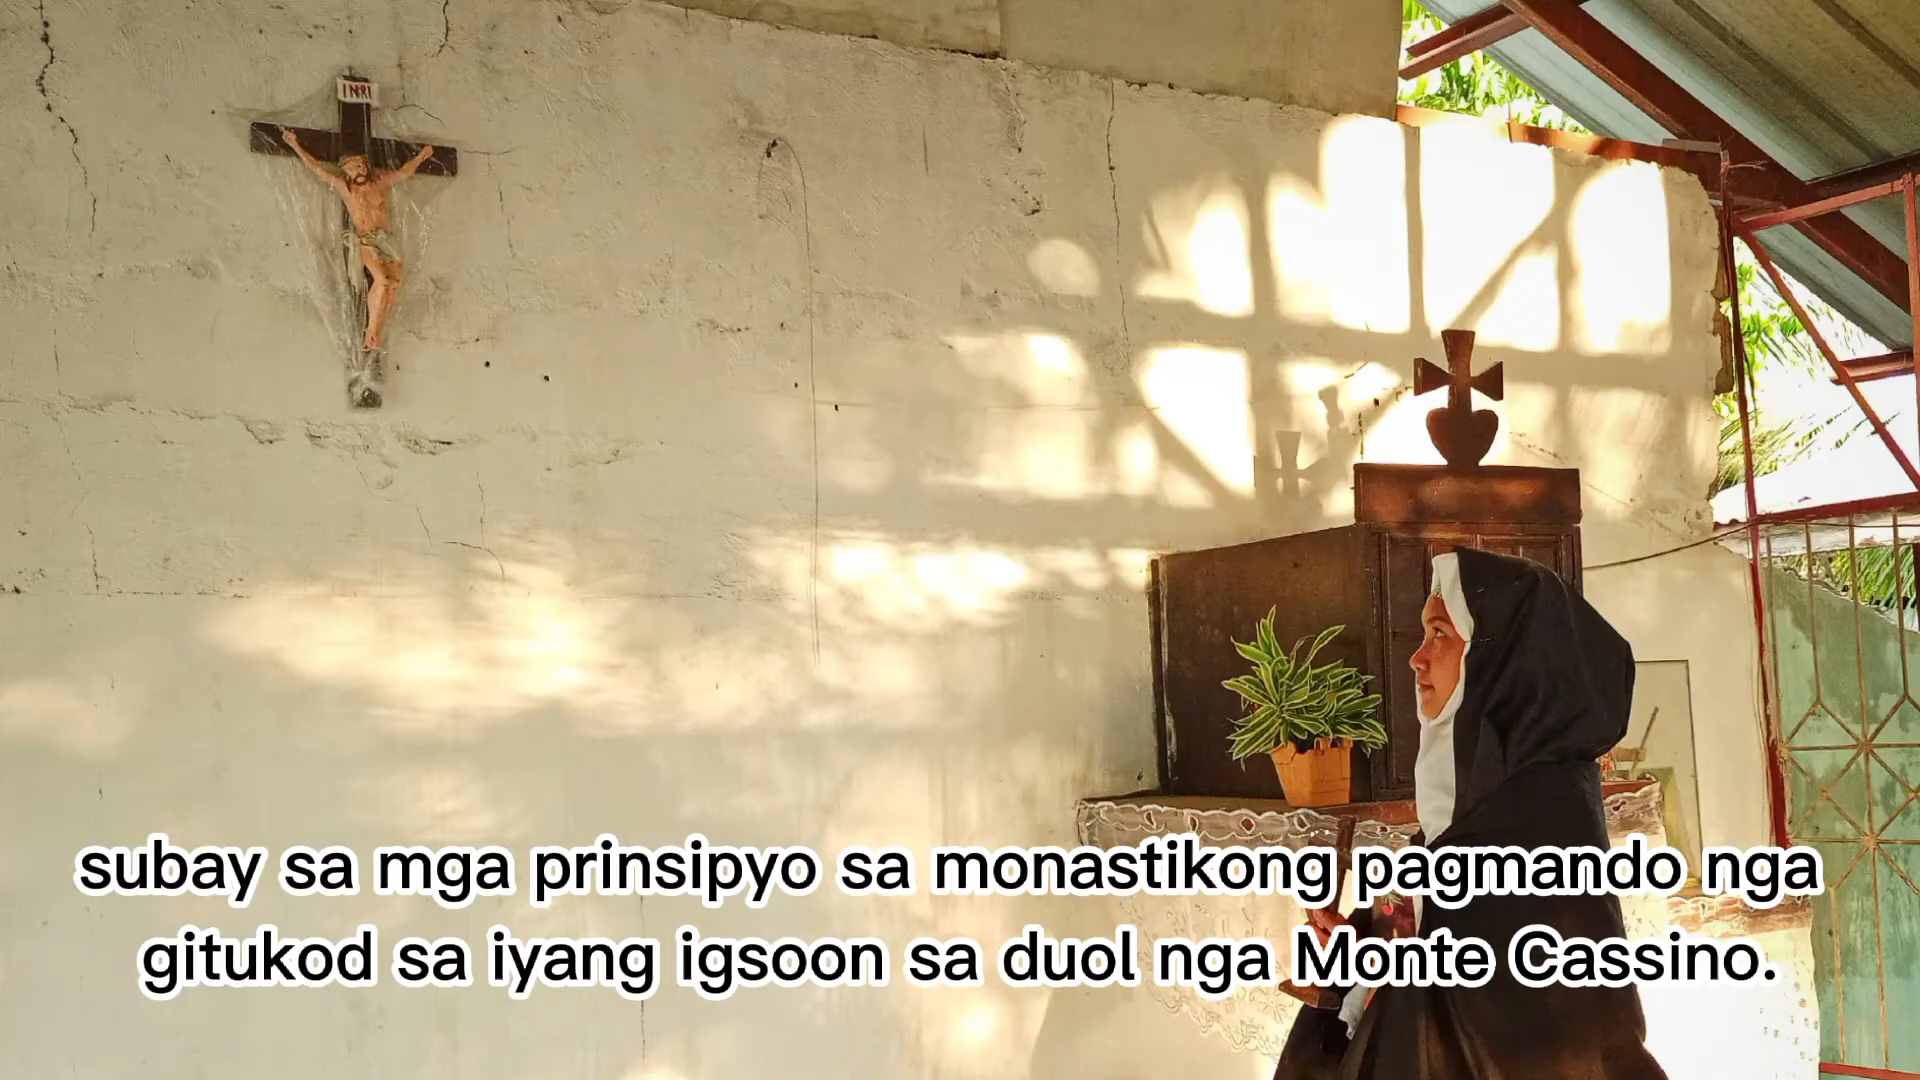 INRI
subay sa mga prinsipyo sa monastikong pagmando nga
gitukod sa iyang igsoon sa duol nga Monte Cassino.